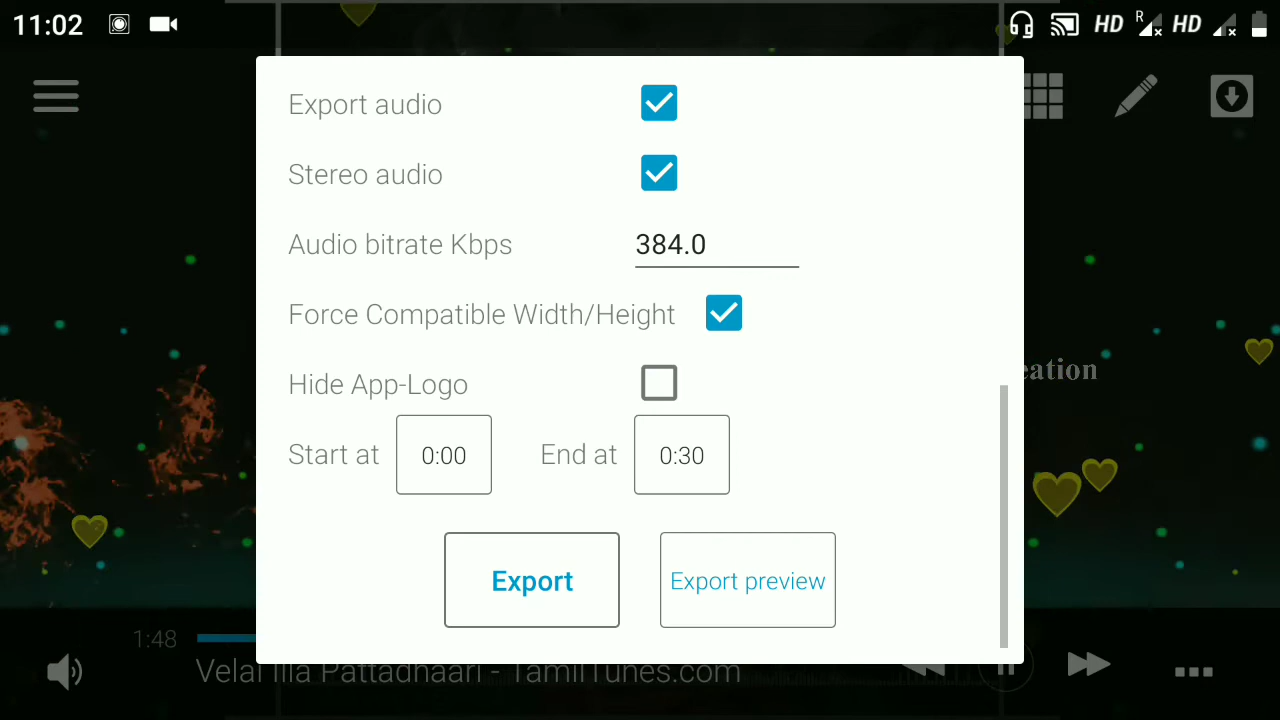 11:02
HD R HD
Export audio
Stereo audio
Audio bitrate Kbps 384.0
Force Compatible Width/Height
Hide App-Logo
Start at 0:00 End at 0:30
Export Export preview
eation
1:48
Velai Illa Pattadhaari - TamilTunes.com